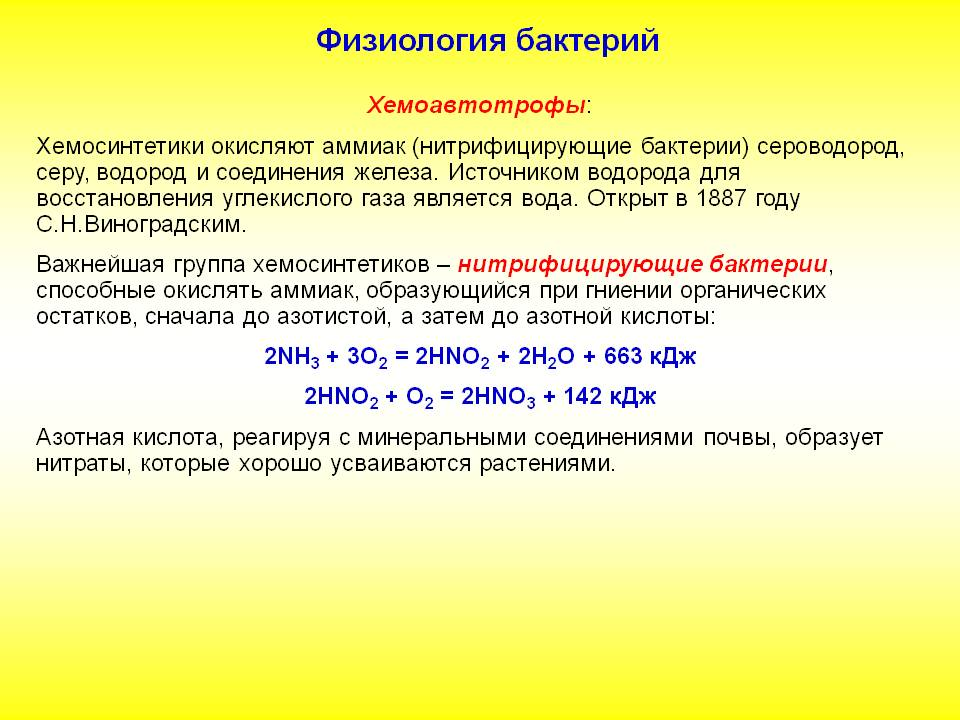 Физиология бактерий
Хемоавтотрофы:
Хемосинтетики окисляют аммиак (нитрифицирующие бактерии) сероводород,
серу, водород и соединения железа. Источником водорода для
восстановления углекислого газа является вода. Открыт в 1887 году
С.Н.Виноградским.
Важнейшая группа хемосинтетиков – нитрифицирующие бактерии,
способные окислять аммиак, образующийся при гниении органических
остатков, сначала до азотистой, а затем до азотной кислоты:
2NH₃ + 3O₂ = 2HNO₂ + 2H₂O + 663 кДж
2HNO₂ + O₂ = 2HNO₃ + 142 кДж
Азотная кислота, реагируя с минеральными соединениями почвы, образует
нитраты, которые хорошо усваиваются растениями.